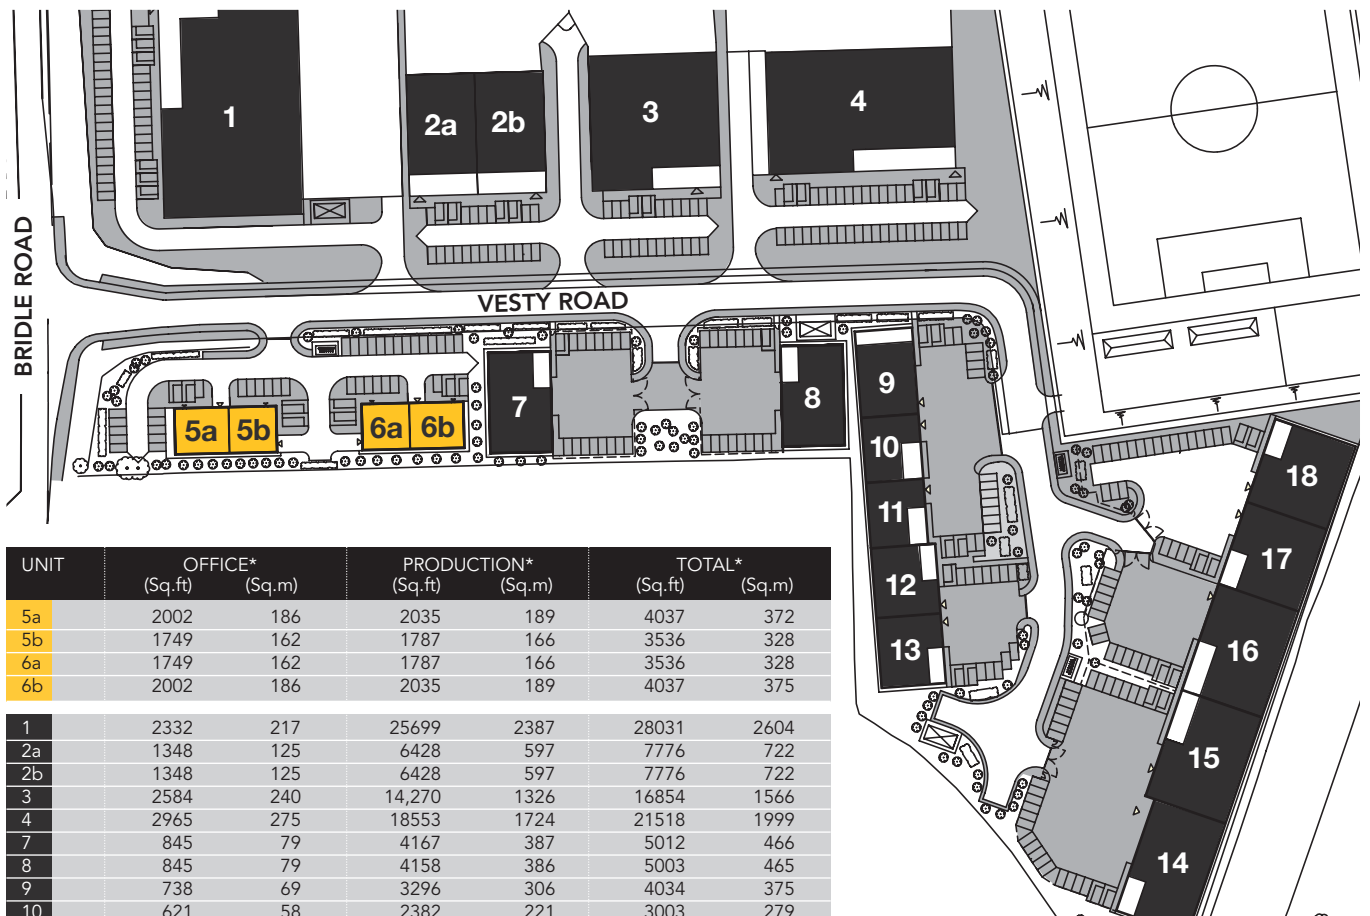 1
2a
2b
3
4
BRIDLE ROAD
VESTY ROAD
5a
5b
6a
6b
7
8
9
10
11
12
13
18
17
16
15
14
UNIT OFFICE* PRODUCTION* TOTAL*
(Sq.ft) (Sq.m) (Sq.ft) (Sq.m) (Sq.ft) (Sq.m)
5a 2002 186 2035 189 4037 372
5b 1749 162 1787 166 3536 328
6a 1749 162 1787 166 3536 328
6b 2002 186 2035 189 4037 375
1 2332 217 25699 2387 28031 2604
2a 1348 125 6428 597 7776 722
2b 1348 125 6428 597 7776 722
3 2584 240 14,270 1326 16854 1566
4 2965 275 18553 1724 21518 1999
7 845 79 4167 387 5012 466
8 845 79 4158 386 5003 465
9 738 69 3296 306 4034 375
10 621 58 2382 221 3003 279